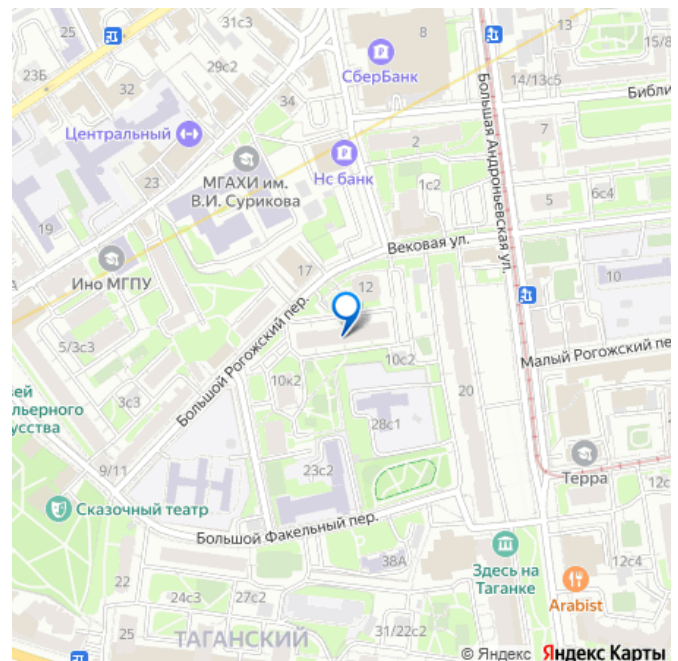 31с3
25
23Б
32
29с2
34
8
СберБанк
14/13с5
15/8
Центральный
МГАХИ им.
В.И. Сурикова
Нс банк
2
7
Большая Андроньевская ул.
23
19
1с2
5
6с4
Вековая ул.
Ино МГПУ
17
12
10
5/3с3
Большой Рогожский пер.
10с2
10к2
Малый Рогожский пе
3с3
20
28с1
9/11
23с2
Терра
12с
Сказочный театр
Большой Факельный пер.
38А
Здесь на
Таганке
12с4
Arabist
22
24с3
27с2
25
ТАГАНСКИЙ
31/22с2
© Яндекс Яндекс Карты